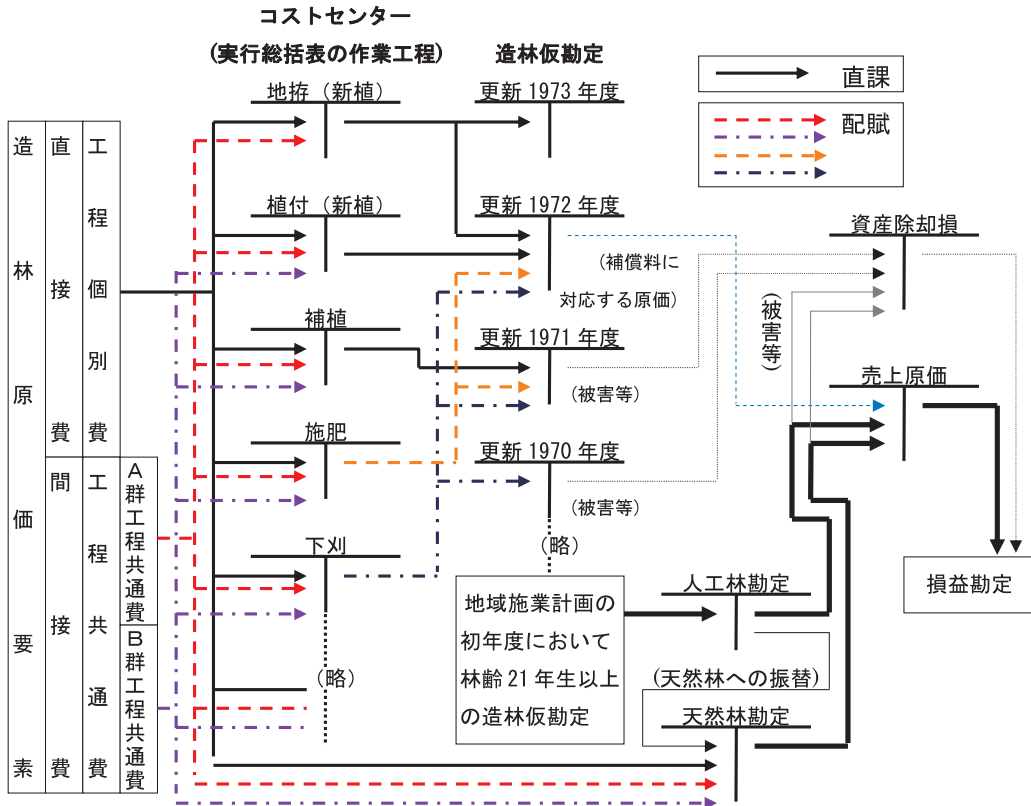 コストセンター
(実行総括表の作業工程)
造林仮勘定
直課
配賦
造林原価要素
直接費
間接費
工程個別費
工程共通費
A群工程共通費
B群工程共通費
地拵（新植）
植付（新植）
補植
施肥
下刈
(略)
更新 1973 年度
更新 1972 年度
(補償料に
対応する原価)
更新 1971 年度
(被害等)
更新 1970 年度
(被害等)
(略)
地域施業計画の
初年度において
林齢 21 年生以上
の造林仮勘定
人工林勘定
(天然林への振替)
天然林勘定
資産除却損
(被害等)
売上原価
損益勘定